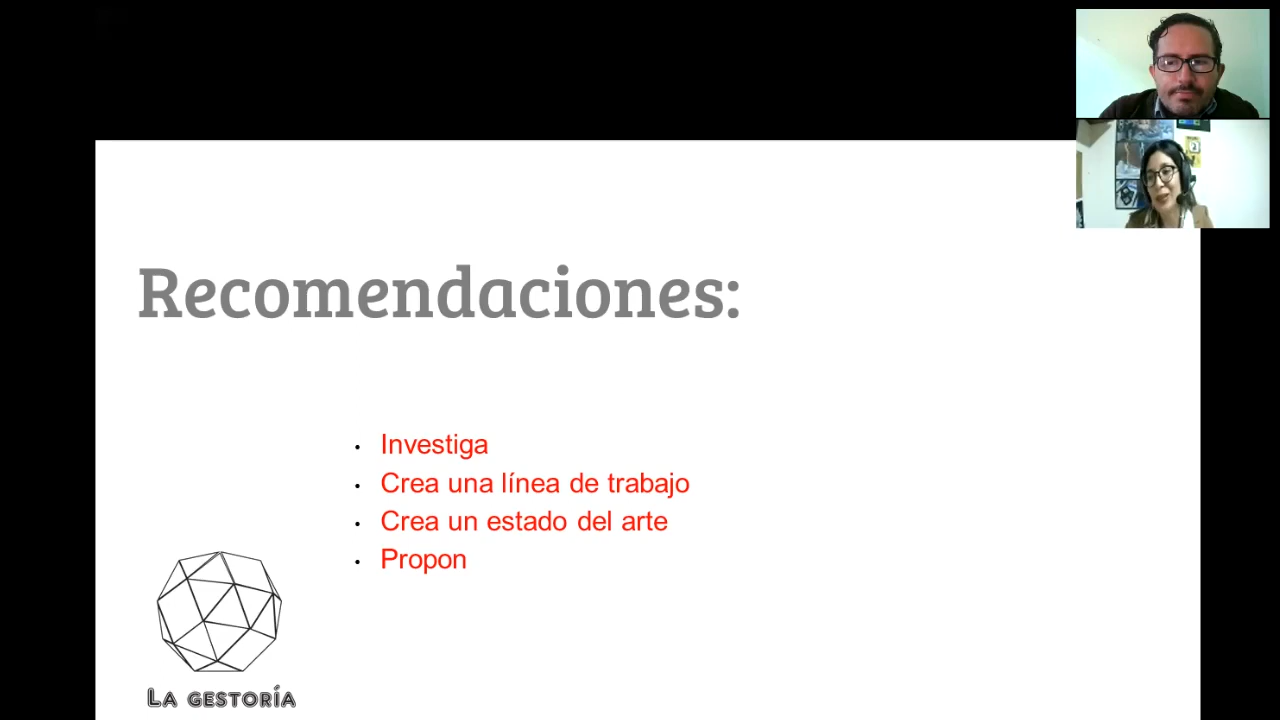 Recomendaciones:
• Investiga
• Crea una línea de trabajo
• Crea un estado del arte
• Propon
LA GESTORÍA